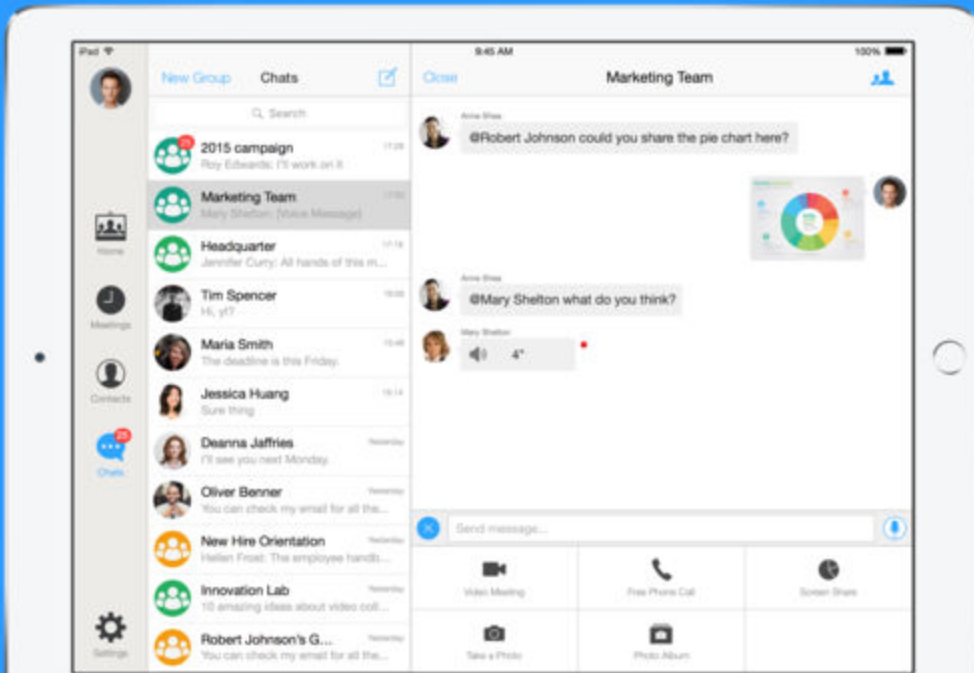 iPad
9:45 AM
100%
New Group
Chats
Close
Marketing Team
Search
2015 campaign
Roy Edwards: I'll work on it
Marketing Team
Mary Shelton: [Voice Message]
Headquarter
Jennifer Curry: All hands of this m...
Tim Spencer
Hi, yt?
Maria Smith
The deadline is this Friday.
Jessica Huang
Sure thing
Deanna Jaffries
Yesterday
I'll see you next Monday.
Oliver Benner
Yesterday
You can check my email for all the...
New Hire Orientation
Yesterday
Hellen Frost: The employee handb...
Innovation Lab
Yesterday
10 amazing ideas about video coll...
Robert Johnson's G...
Yesterday
You can check my email for all the...
Home
Meetings
Contacts
25
Chats
Settings
Anne Shea
@Robert Johnson could you share the pie chart here?
Anne Shea
@Mary Shelton what do you think?
Mary Shelton
4"
Send message...
Video Meeting
Free Phone Call
Screen Share
Take a Photo
Photo Album